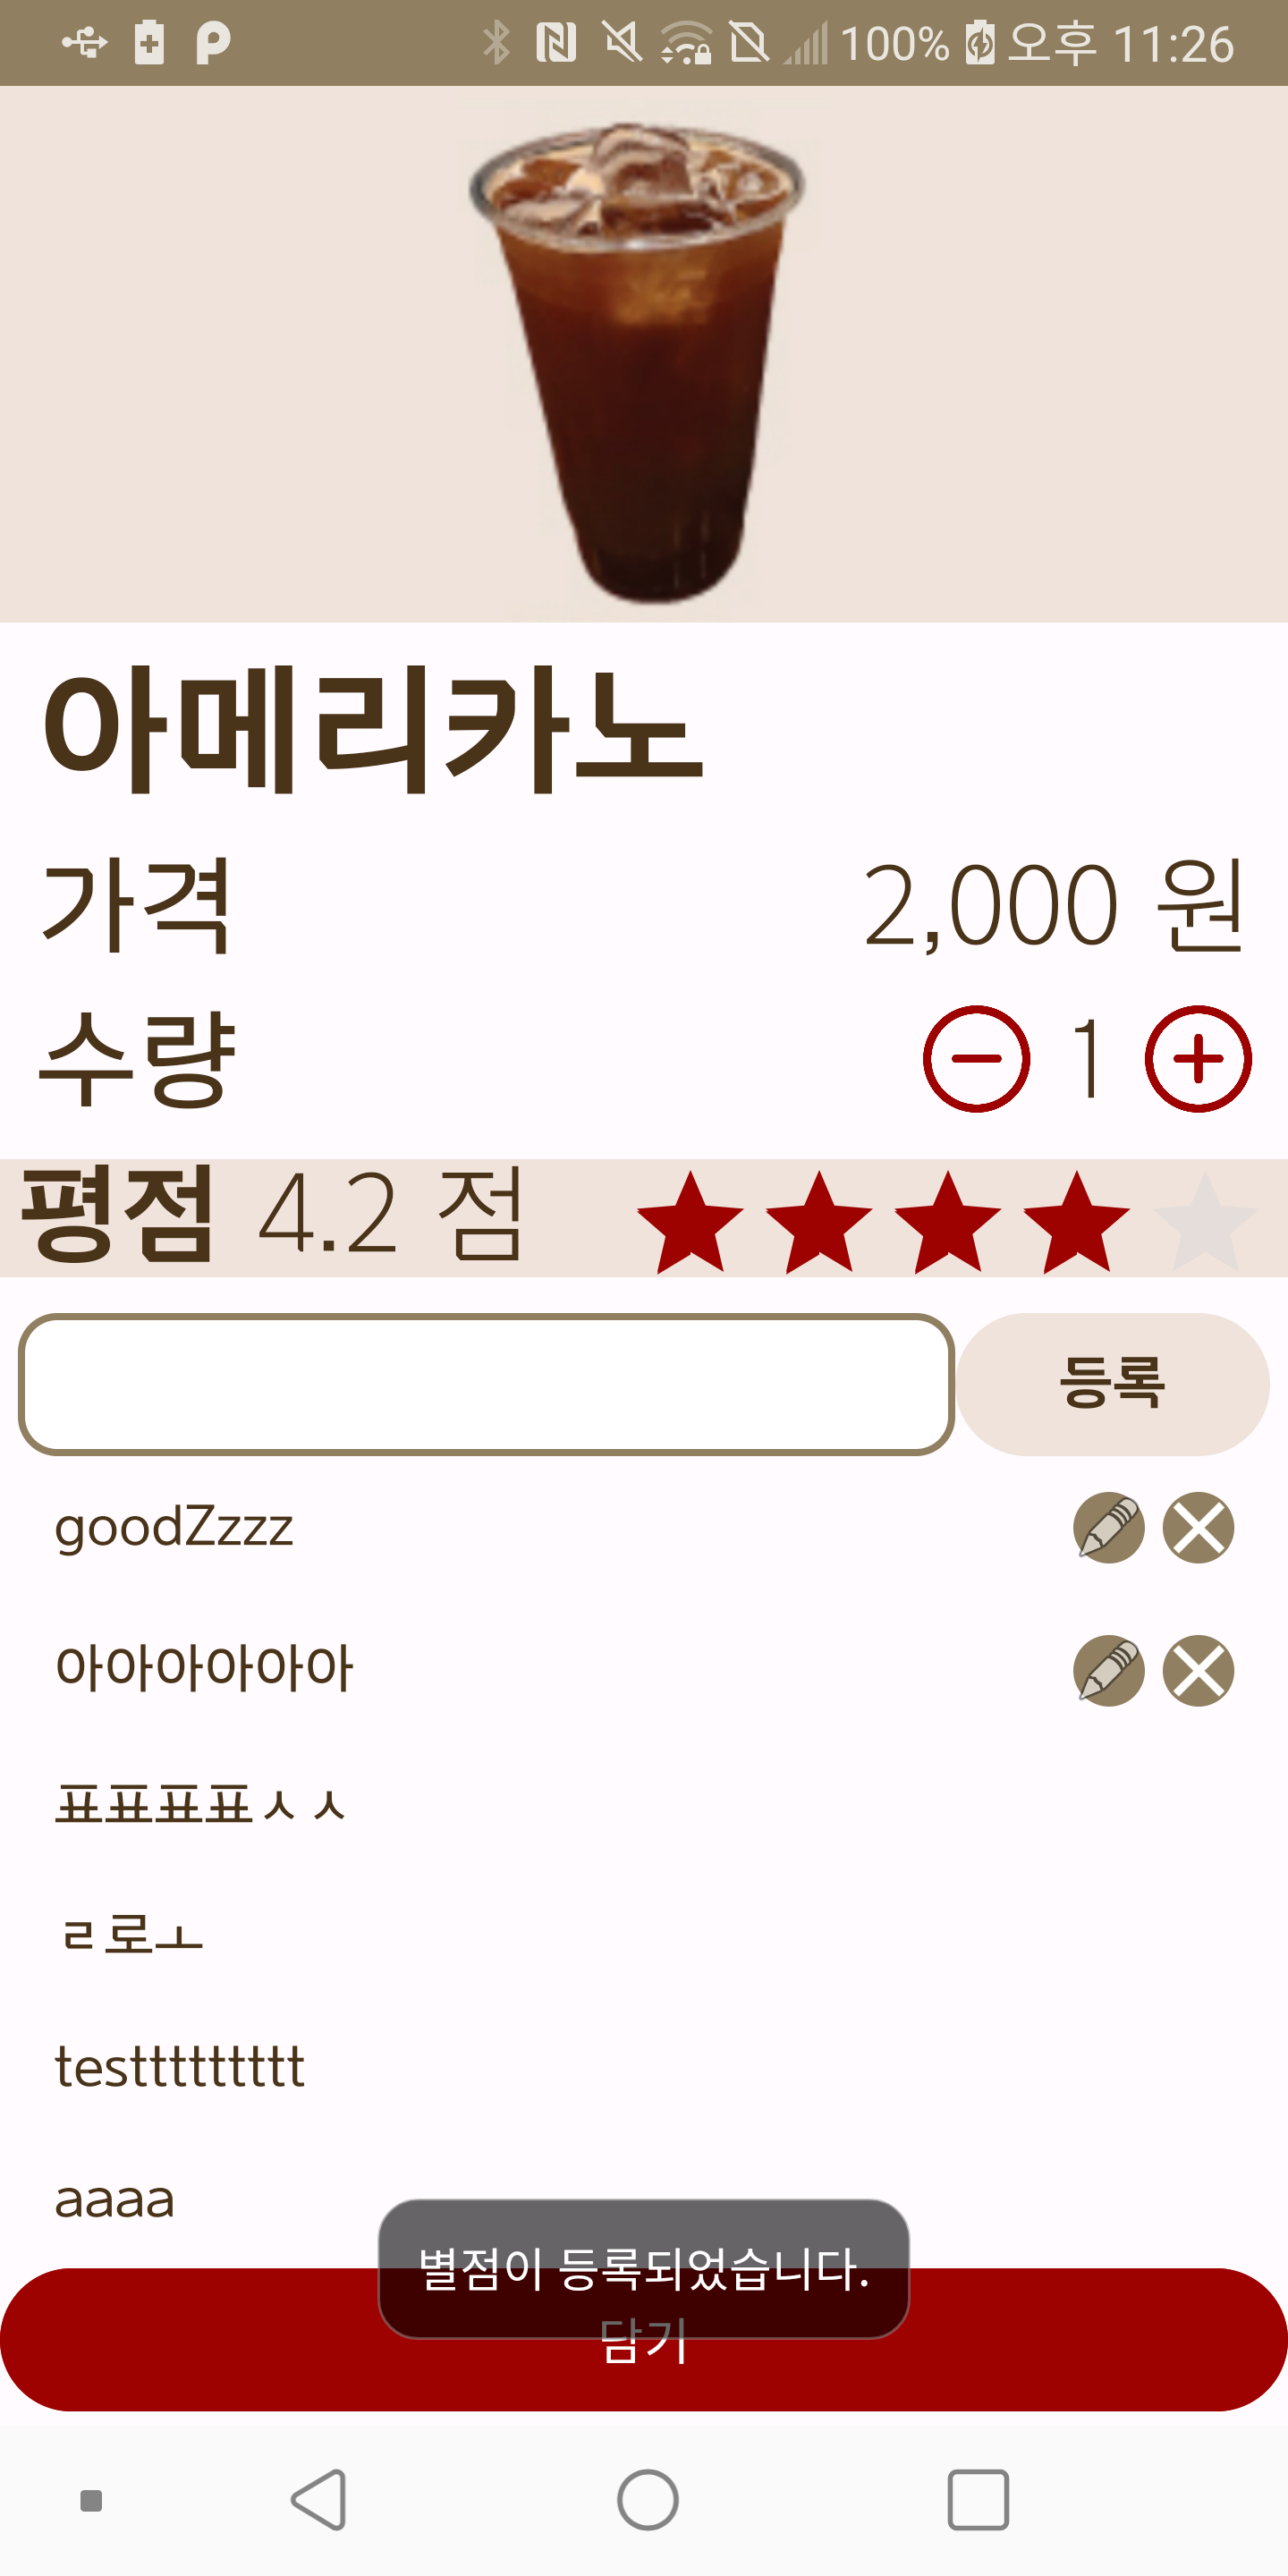 100% 오후 11:26
아메리카노
가격 2,000 원
수량 1
평점 4.2 점
등록
goodZzzz
아아아아아아
표표표표ㅅㅅ
ㄹ로ㅗ
testttttttttt
aaaa
별점이 등록되었습니다.
담기